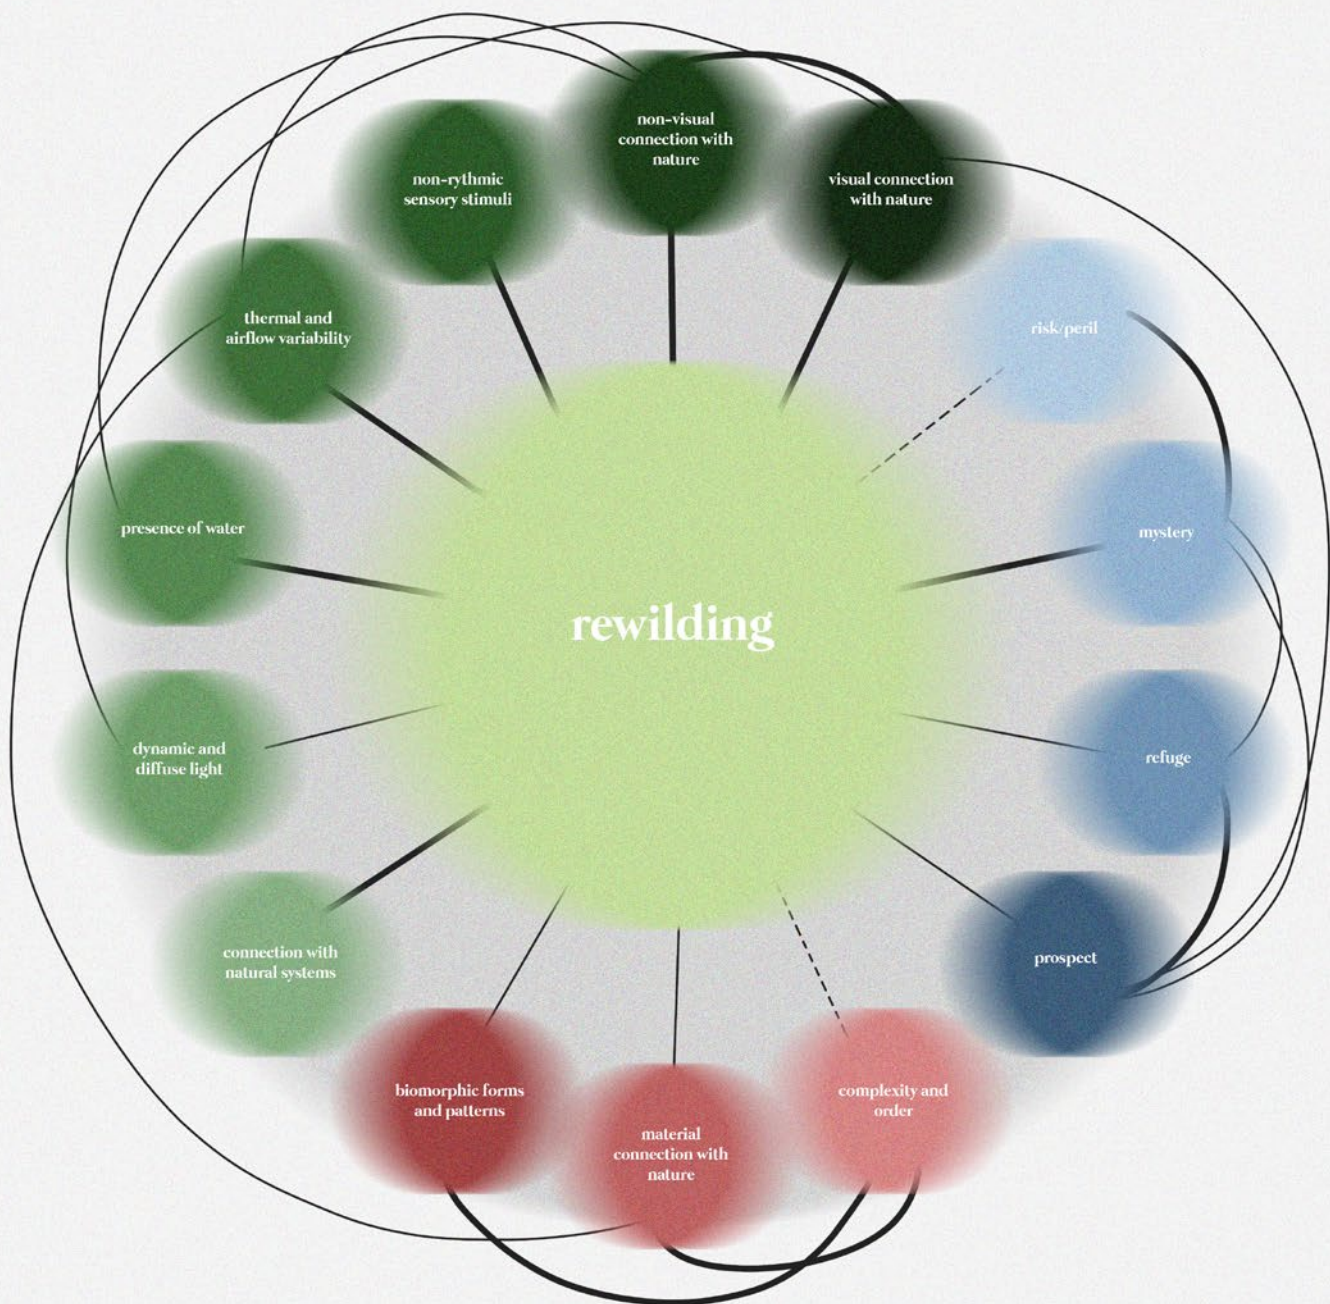 non-visual
connection with
nature
visual connection
with nature
non-rythmic
sensory stimuli
risk/peril
thermal and
airflow variability
mystery
presence of water
rewilding
refuge
dynamic and
diffuse light
prospect
connection with
natural systems
biomorphic forms
and patterns
complexity and
order
material
connection with
nature